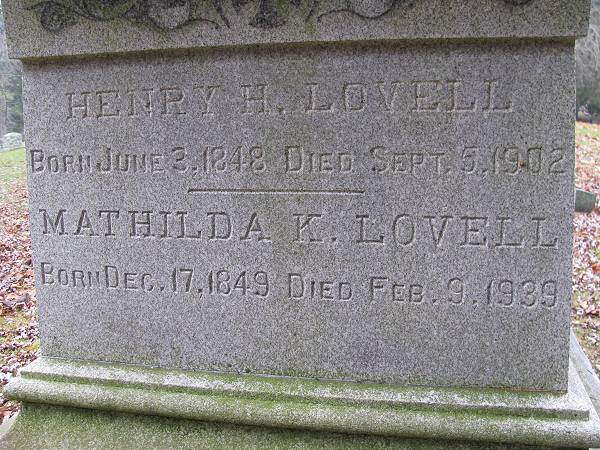 HENRY H. LOVELL
BORN JUNE 3, 1848 DIED SEPT. 5, 1902
MATHILDA K. LOVELL
BORN DEC. 17, 1849 DIED FEB. 9, 1939